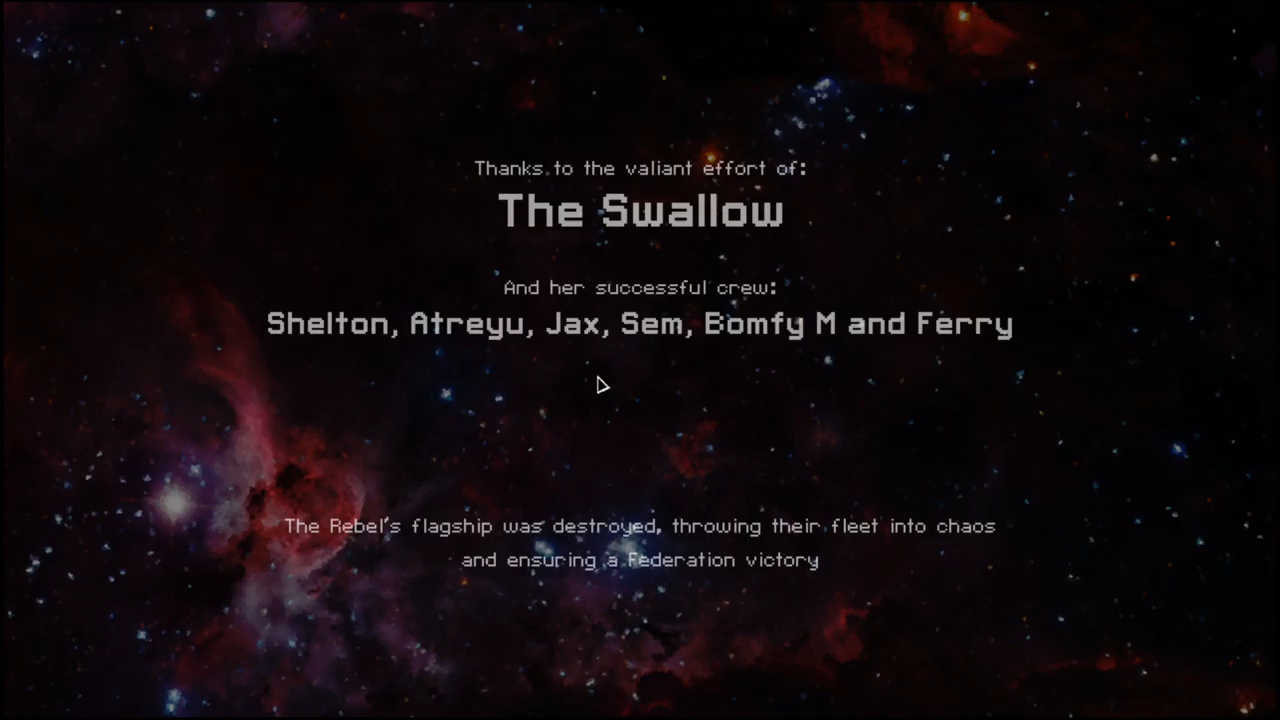 Thanks to the valiant effort of:
The Swallow
And her successful crew:
Shelton, Atreyu, Jax, Sem, Bomfy M and Ferry
The Rebel's flagship was destroyed, throwing their fleet into chaos
and ensuring a Federation victory